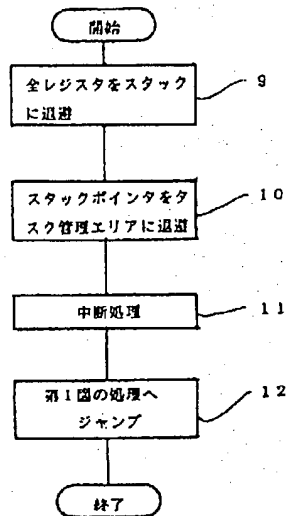 開始
全レジスタをスタック
に退避
9
スタックポインタをタ
スク管理エリアに退避
10
中断処理
11
第1図の処理へ
ジャンプ
12
終了